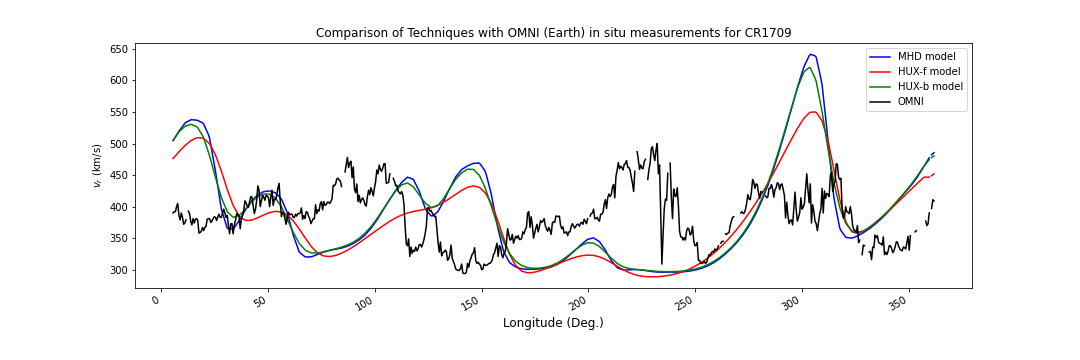 Comparison of Techniques with OMNI (Earth) in situ measurements for CR1709
650
600
550
500
450
400
350
300
v_r (km/s)
MHD model
HUX-f model
HUX-b model
OMNI
0
50
100
150
200
250
300
350
Longitude (Deg.)